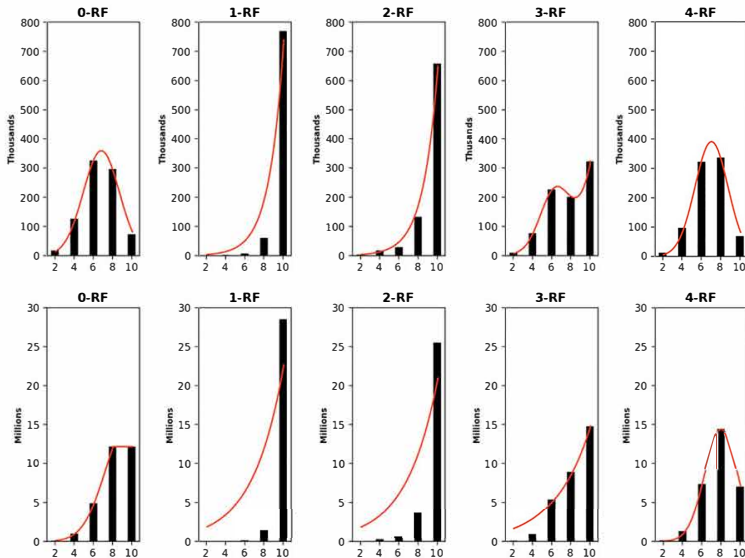 0-RF 1-RF 2-RF 3-RF 4-RF
800 800 800 800 800
700 700 700 700 700
600 600 600 600 600
500 500 500 500 500
Thousands Thousands Thousands Thousands Thousands
400 400 400 400 400
300 300 300 300 300
200 200 200 200 200
100 100 100 100 100
0 0 0 0 0
2 4 6 8 10 2 4 6 8 10 2 4 6 8 10 2 4 6 8 10 2 4 6 8 10
0-RF 1-RF 2-RF 3-RF 4-RF
30 30 30 30 30
25 25 25 25 25
20 20 20 20 20
Millions Millions Millions Millions Millions
15 15 15 15 15
10 10 10 10 10
5 5 5 5 5
0 0 0 0 0
2 4 6 8 10 2 4 6 8 10 2 4 6 8 10 2 4 6 8 10 2 4 6 8 10